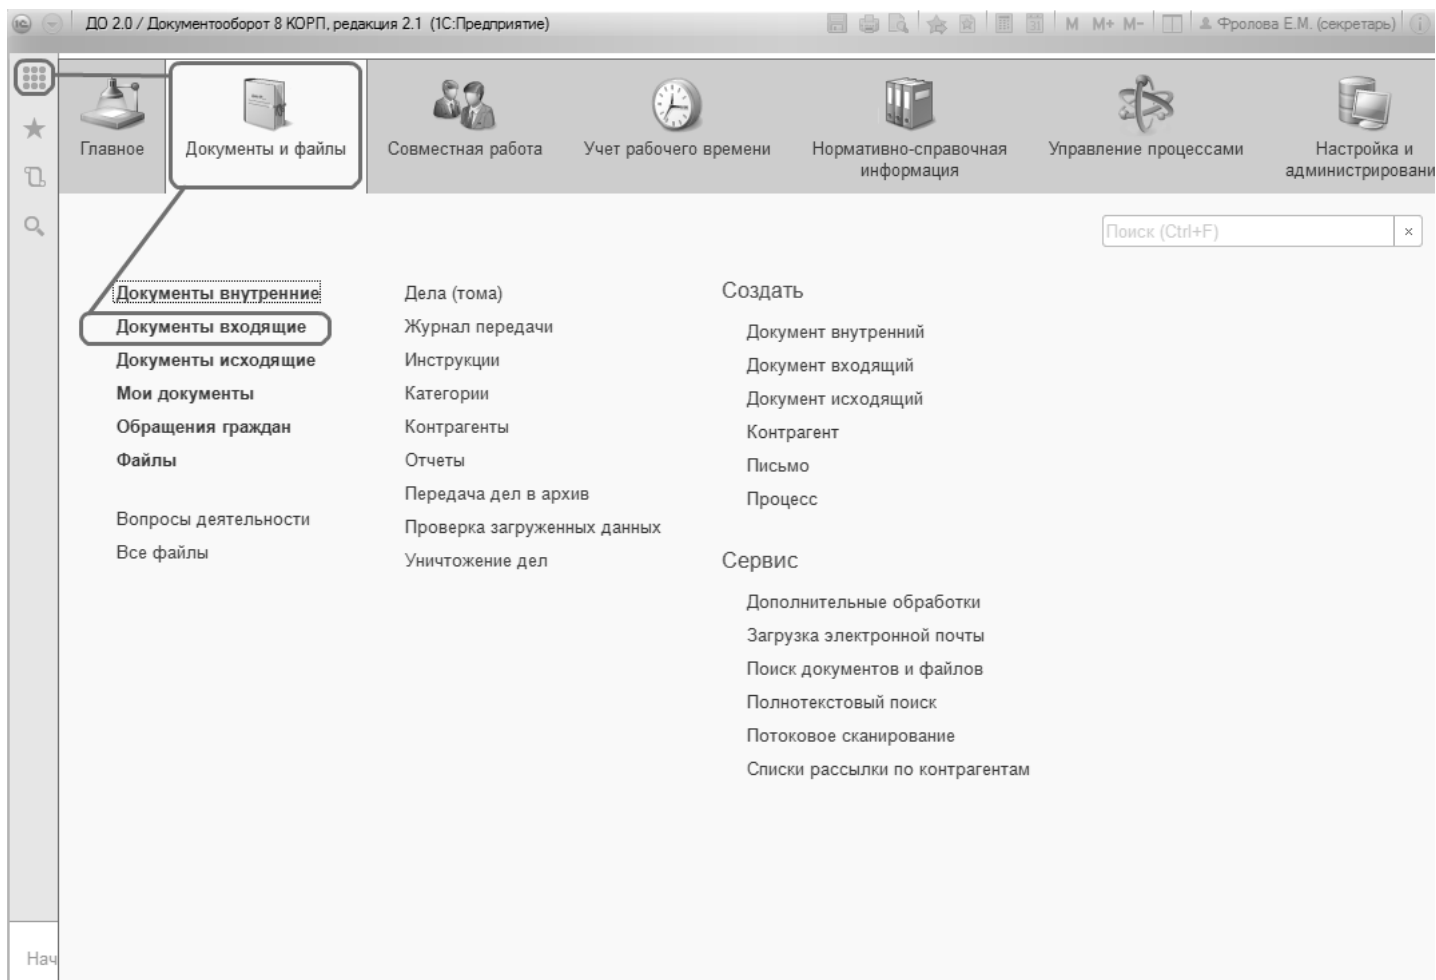 1С ДО 2.0 / Документооборот 8 КОРП, редакция 2.1 (1С:Предприятие) 31 M M+ M- Фролова Е.М. (секретарь) i
Главное
Документы и файлы
Совместная работа
Учет рабочего времени
Нормативно-справочная
информация
Управление процессами
Настройка и
администрировани
Поиск (Ctrl+F) ×
Документы внутренние
Документы входящие
Документы исходящие
Мои документы
Обращения граждан
Файлы
Вопросы деятельности
Все файлы
Дела (тома)
Журнал передачи
Инструкции
Категории
Контрагенты
Отчеты
Передача дел в архив
Проверка загруженных данных
Уничтожение дел
Создать
Документ внутренний
Документ входящий
Документ исходящий
Контрагент
Письмо
Процесс
Сервис
Дополнительные обработки
Загрузка электронной почты
Поиск документов и файлов
Полнотекстовый поиск
Потоковое сканирование
Списки рассылки по контрагентам
Нач